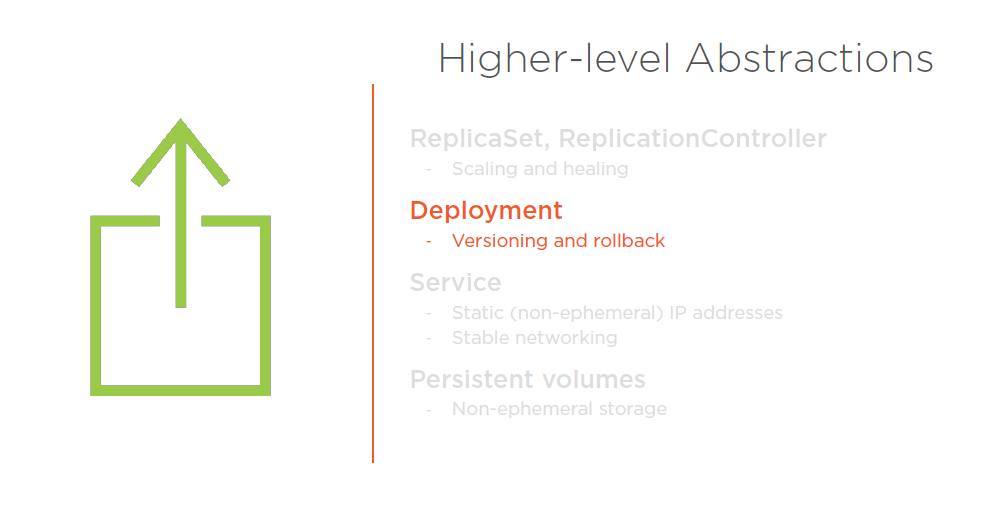 Higher-level Abstractions
ReplicaSet, ReplicationController
- Scaling and healing
Deployment
- Versioning and rollback
Service
- Static (non-ephemeral) IP addresses
- Stable networking
Persistent volumes
- Non-ephemeral storage